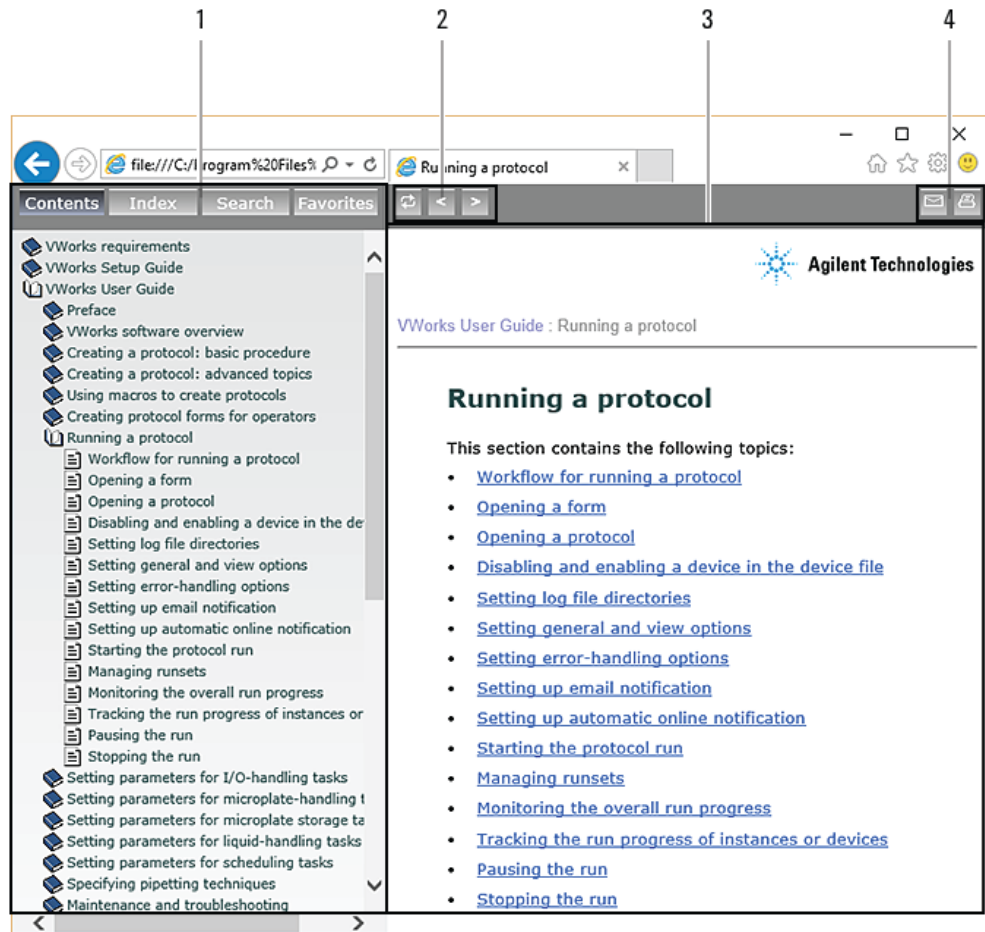 1 2 3 4
file:///C:/Program%20Files%
Running a protocol
Contents Index Search Favorites
< >
VWorks requirements
VWorks Setup Guide
VWorks User Guide
Preface
VWorks software overview
Creating a protocol: basic procedure
Creating a protocol: advanced topics
Using macros to create protocols
Creating protocol forms for operators
Running a protocol
Workflow for running a protocol
Opening a form
Opening a protocol
Disabling and enabling a device in the de
Setting log file directories
Setting general and view options
Setting error-handling options
Setting up email notification
Setting up automatic online notification
Starting the protocol run
Managing runsets
Monitoring the overall run progress
Tracking the run progress of instances or
Pausing the run
Stopping the run
Setting parameters for I/O-handling tasks
Setting parameters for microplate-handling t
Setting parameters for microplate storage ta
Setting parameters for liquid-handling tasks
Setting parameters for scheduling tasks
Specifying pipetting techniques
Maintenance and troubleshooting
Agilent Technologies
VWorks User Guide : Running a protocol
Running a protocol
This section contains the following topics:
• Workflow for running a protocol
• Opening a form
• Opening a protocol
• Disabling and enabling a device in the device file
• Setting log file directories
• Setting general and view options
• Setting error-handling options
• Setting up email notification
• Setting up automatic online notification
• Starting the protocol run
• Managing runsets
• Monitoring the overall run progress
• Tracking the run progress of instances or devices
• Pausing the run
• Stopping the run